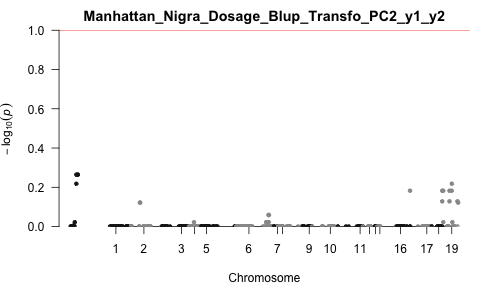 Manhattan_Nigra_Dosage_Blup_Transfo_PC2_y1_y2
1.0
0.8
0.6
0.4
0.2
0.0
− log10(p)
1 2 3 5 6 7 9 10 11 16 17 19
Chromosome